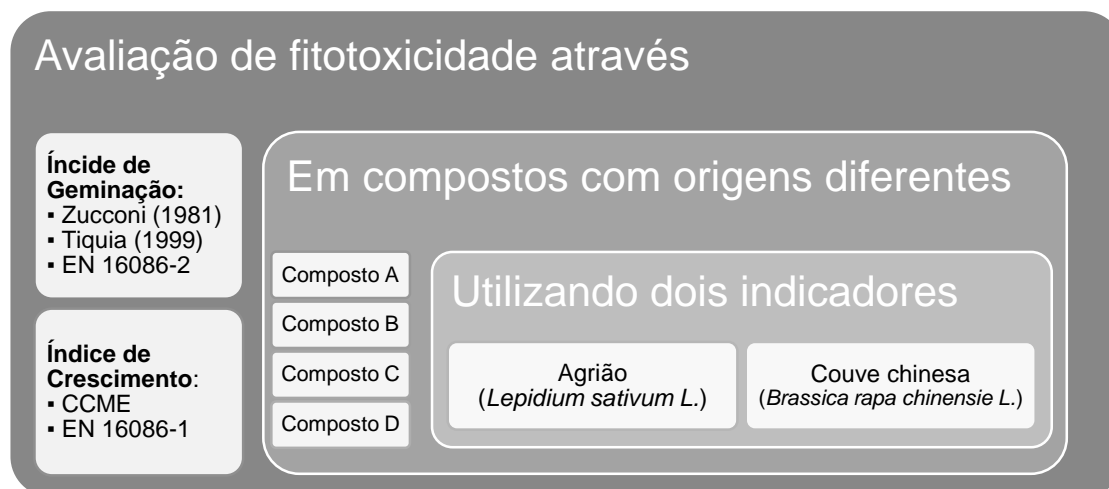 Avaliação de fitotoxicidade através
Íncide de
Geminação:
▪ Zucconi (1981)
▪ Tiquia (1999)
▪ EN 16086-2
Índice de
Crescimento:
▪ CCME
▪ EN 16086-1
Em compostos com origens diferentes
Composto A
Composto B
Composto C
Composto D
Utilizando dois indicadores
Agrião
(Lepidium sativum L.)
Couve chinesa
(Brassica rapa chinensie L.)